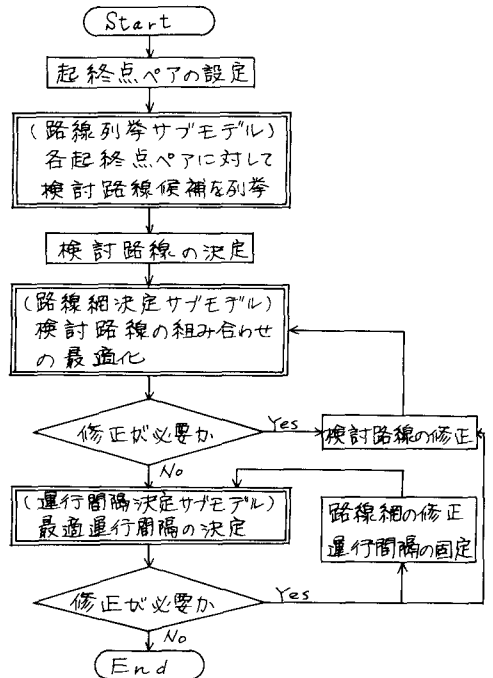 Start
起終点ペアの設定
(路線列挙サブモデル)
各起終点ペアに対して
検討路線候補を列挙
検討路線の決定
(路線網決定サブモデル)
検討路線の組み合わせ
の最適化
修正が必要か
Yes
検討路線の修正
No
(運行間隔決定サブモデル)
最適運行間隔の決定
路線網の修正
運行間隔の固定
修正が必要か
Yes
No
End